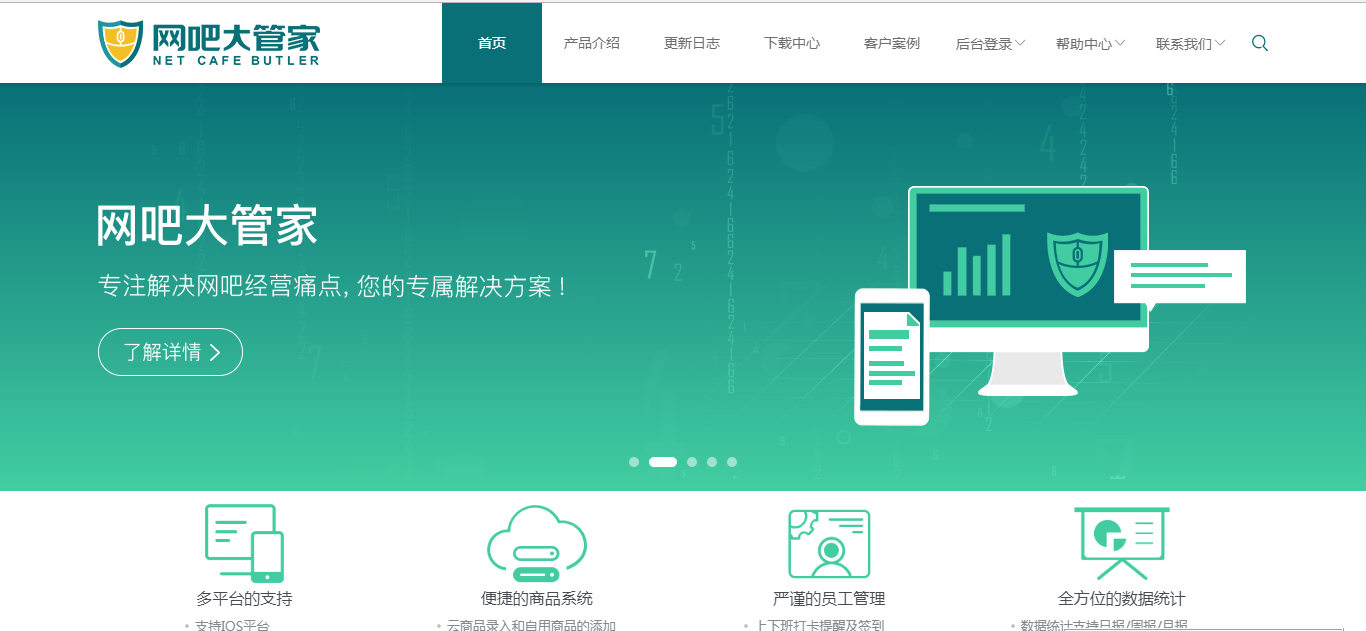 网吧大管家
NET CAFE BUTLER
首页
产品介绍
更新日志
下载中心
客户案例
后台登录
帮助中心
联系我们
网吧大管家
专注解决网吧经营痛点, 您的专属解决方案！
了解详情
多平台的支持
便捷的商品系统
严谨的员工管理
全方位的数据统计
• 支持IOS平台
• 云商品录入和自用商品的添加
• 上下班打卡提醒及签到
• 数据统计支持日报/周报/月报